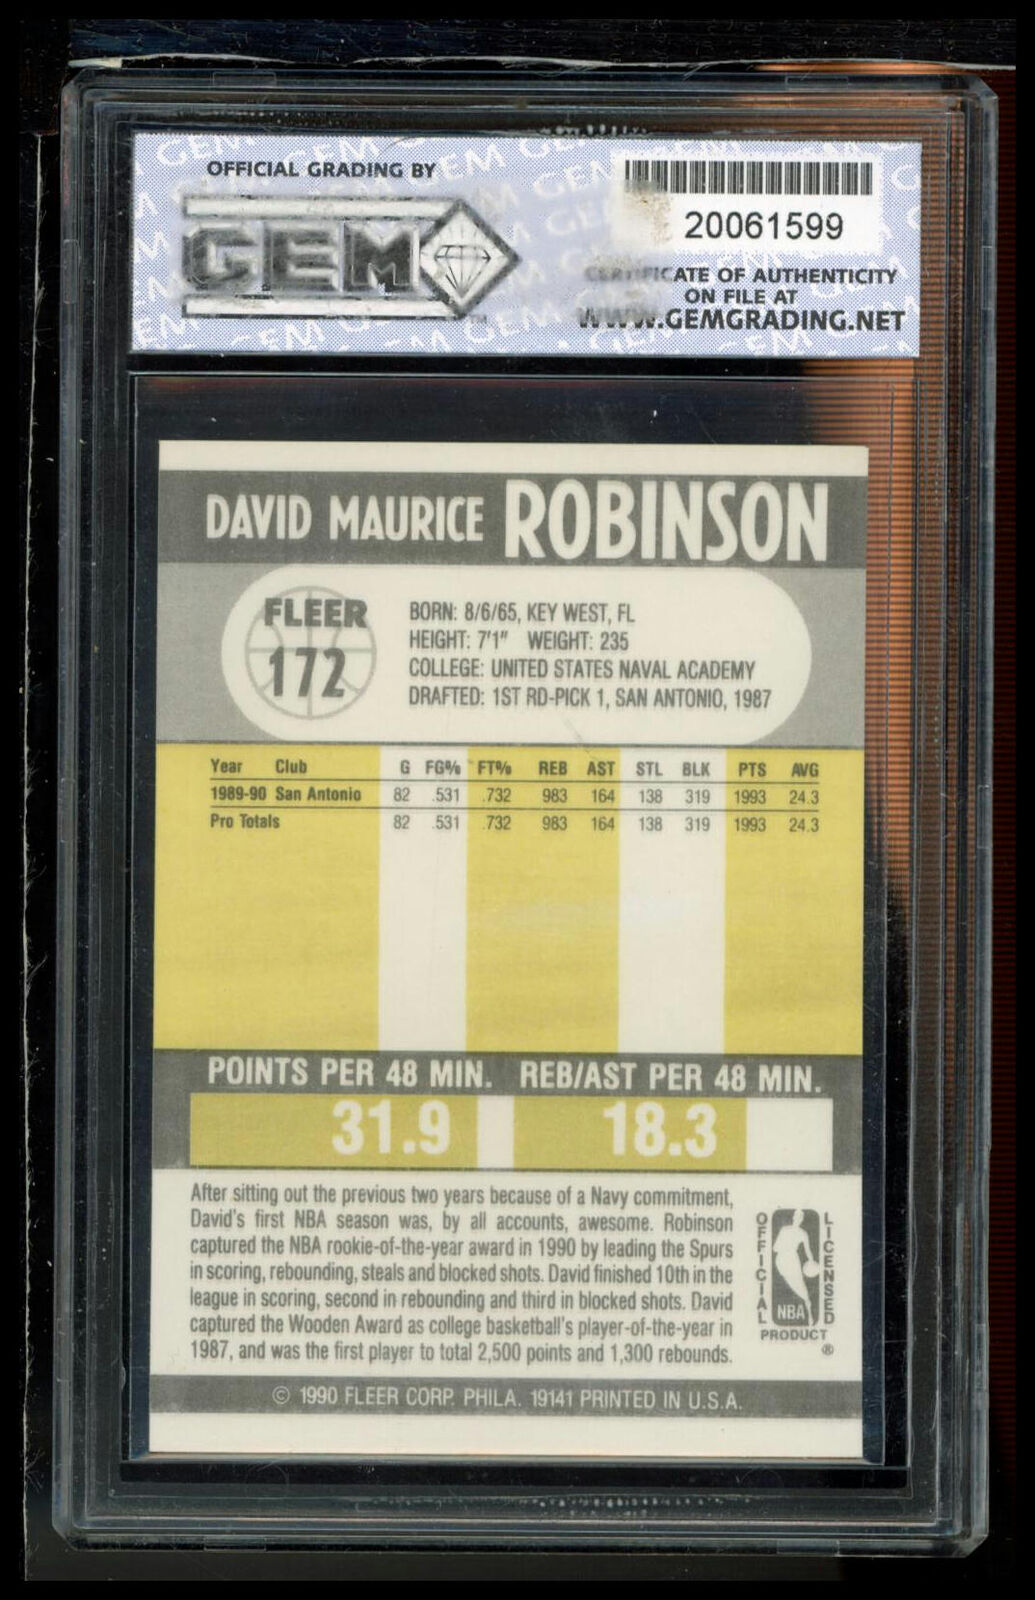 OFFICIAL GRADING BY
GEM
20061599
CERTIFICATE OF AUTHENTICITY
ON FILE AT
WWW.GEMGRADING.NET
DAVID MAURICE ROBINSON
FLEER
172
BORN: 8/6/65, KEY WEST, FL
HEIGHT: 7'1" WEIGHT: 235
COLLEGE: UNITED STATES NAVAL ACADEMY
DRAFTED: 1ST RD-PICK 1, SAN ANTONIO, 1987
Year Club G FG% FT% REB AST STL BLK PTS AVG
1989-90 San Antonio 82 .531 .732 983 164 138 319 1993 24.3
Pro Totals 82 .531 .732 983 164 138 319 1993 24.3
POINTS PER 48 MIN. REB/AST PER 48 MIN.
31.9 18.3
After sitting out the previous two years because of a Navy commitment,
David's first NBA season was, by all accounts, awesome. Robinson
captured the NBA rookie-of-the-year award in 1990 by leading the Spurs
in scoring, rebounding, steals and blocked shots. David finished 10th in the
league in scoring, second in rebounding and third in blocked shots. David
captured the Wooden Award as college basketball's player-of-the-year in
1987, and was the first player to total 2,500 points and 1,300 rebounds.
OFFICIAL
LICENSED
NBA
PRODUCT
®
© 1990 FLEER CORP. PHILA. 19141 PRINTED IN U.S.A.